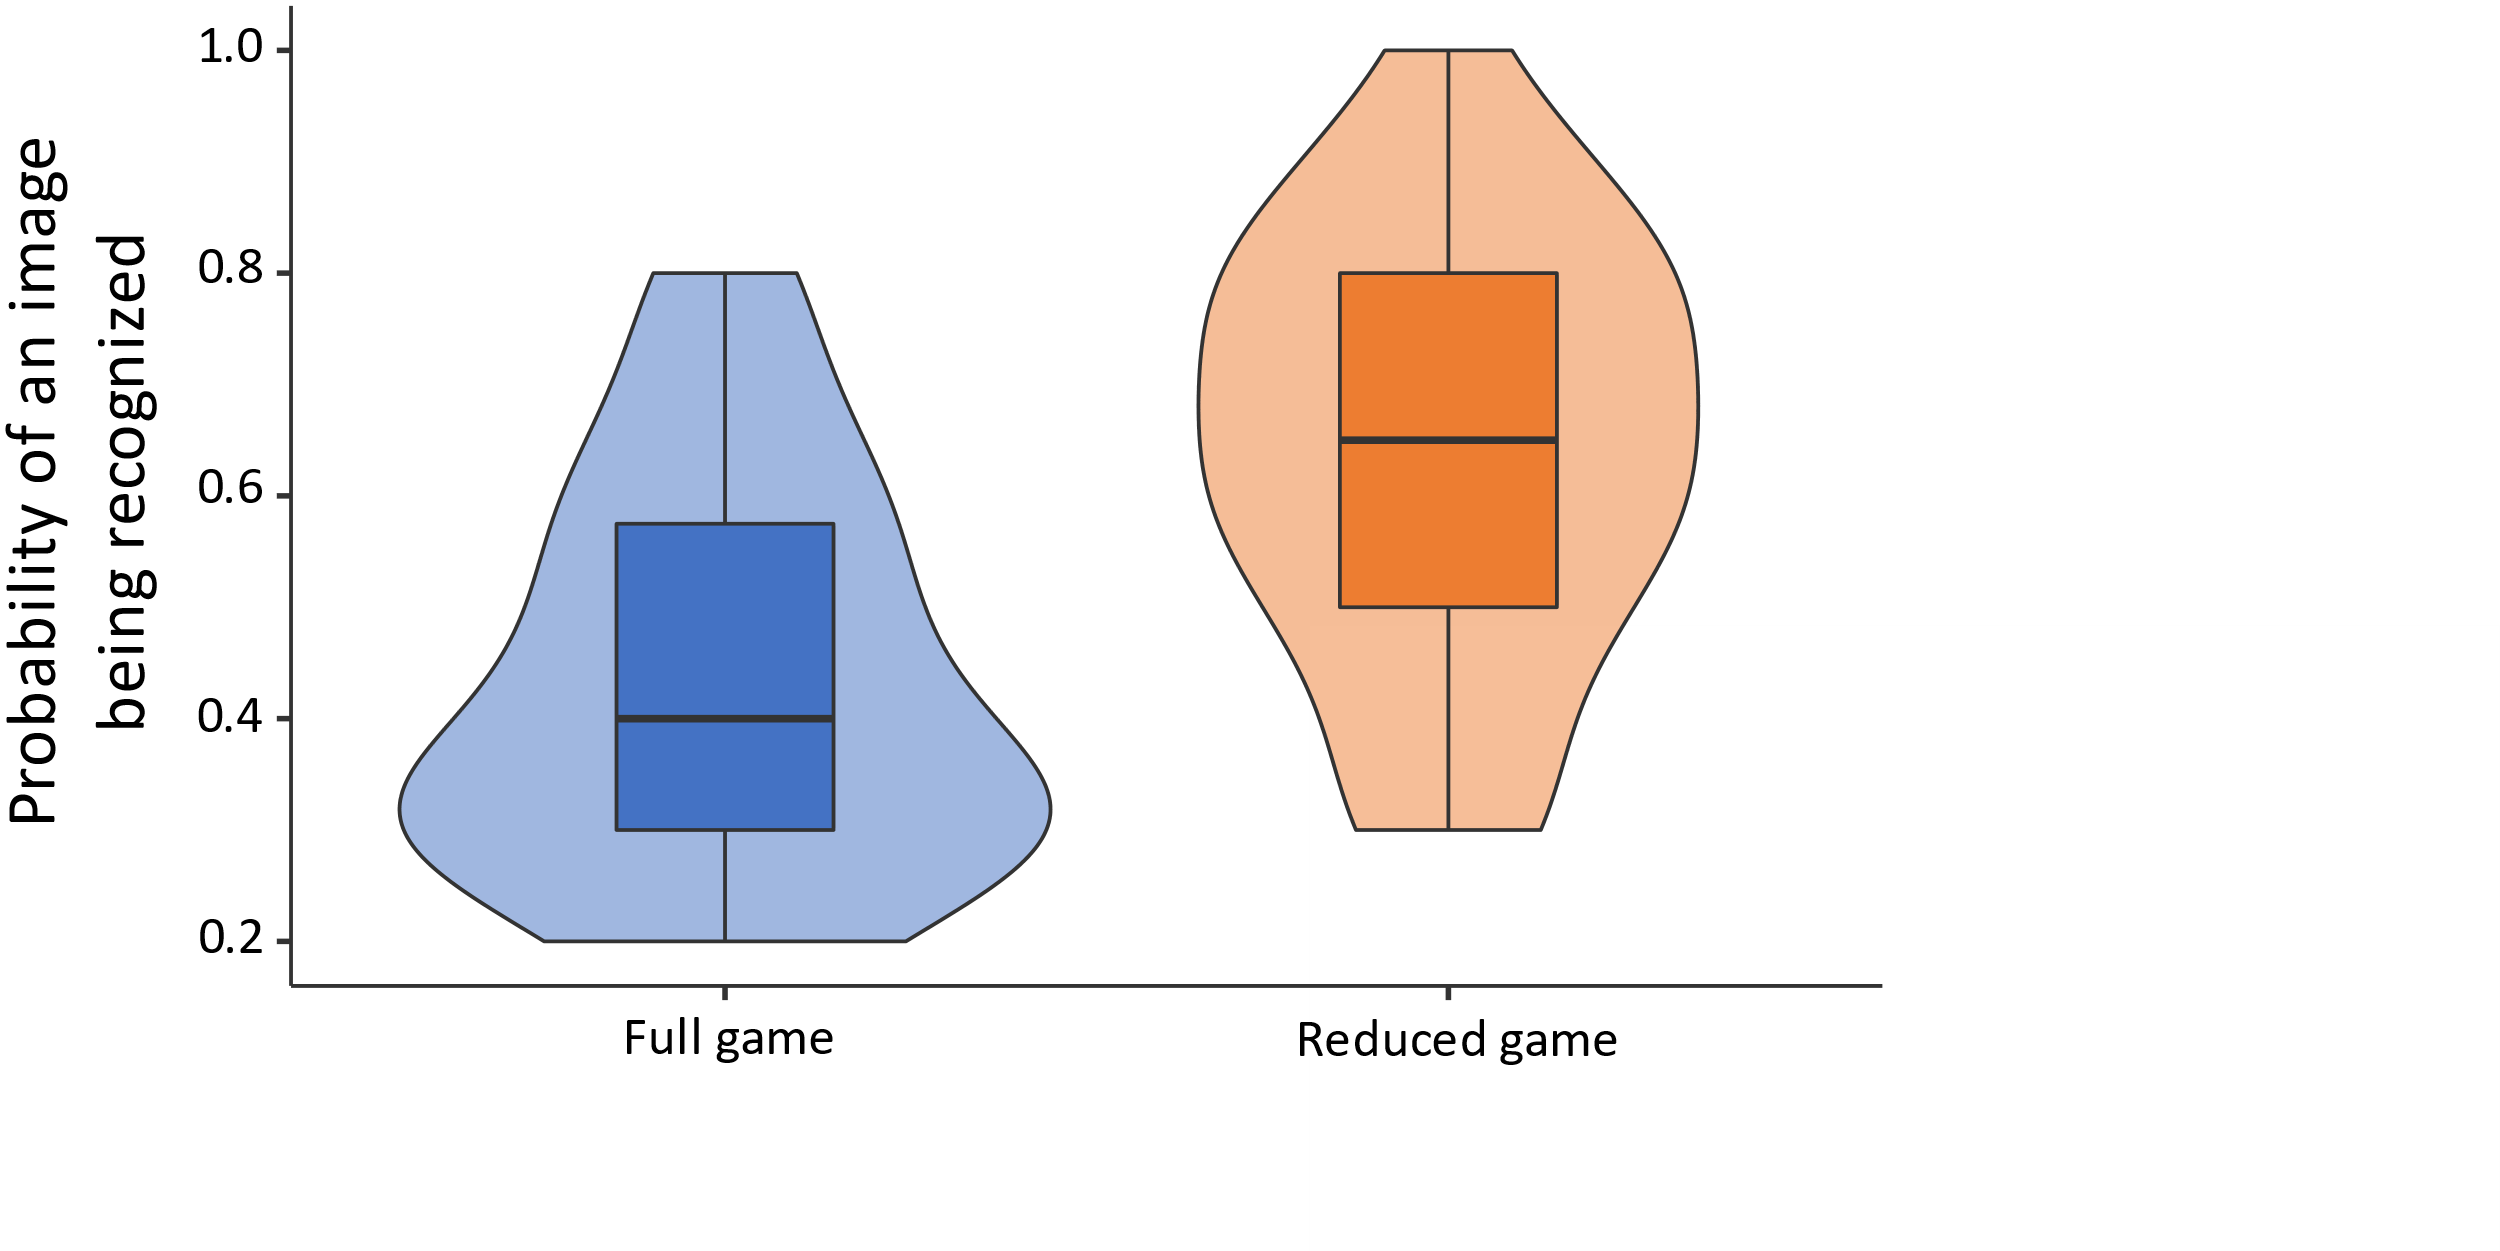 Probability of an image
being recognized
1.0
0.8
0.6
0.4
0.2
Full game
Reduced game